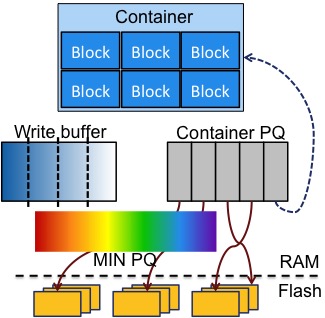 Container
Block Block Block
Block Block Block
Write buffer
Container PQ
MIN PQ
RAM
Flash